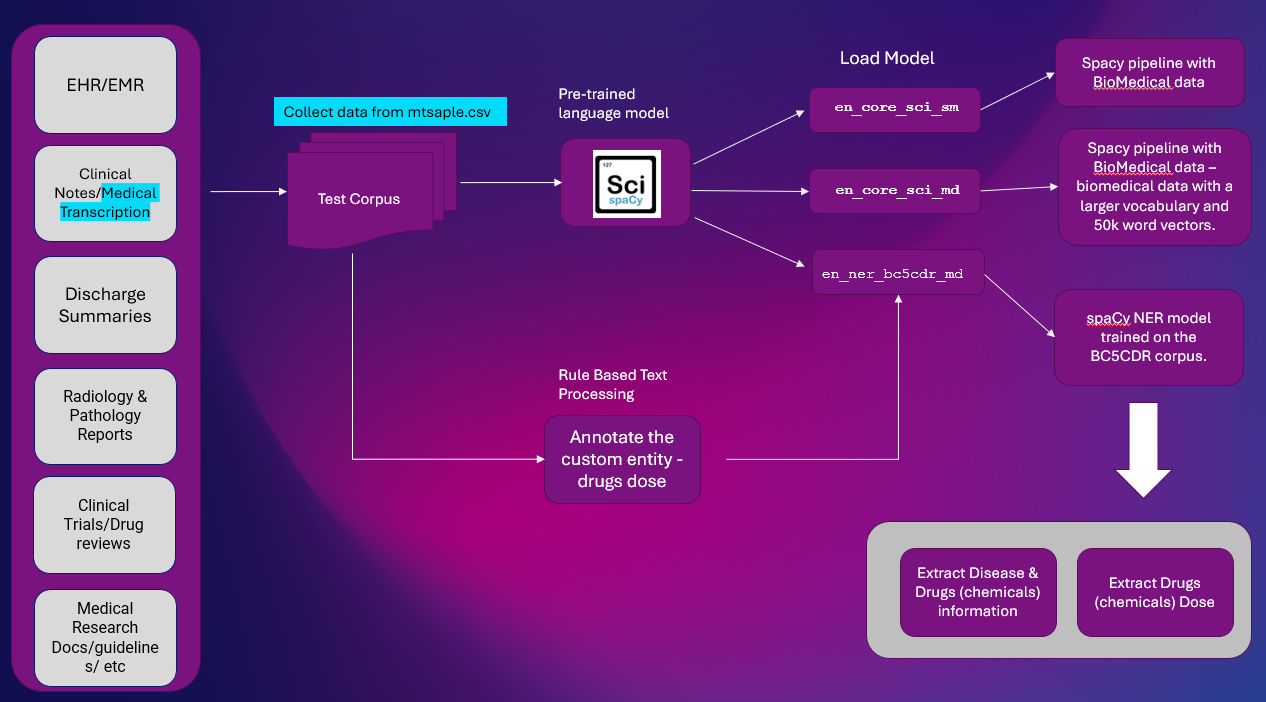 EHR/EMR
Clinical
Notes/Medical
Transcription
Discharge
Summaries
Radiology &
Pathology
Reports
Clinical
Trials/Drug
reviews
Medical
Research
Docs/guideline
s/ etc
Collect data from mtsaple.csv
Test Corpus
Pre-trained
language model
127
Sci
spaCy
Rule Based Text
Processing
Annotate the
custom entity -
drugs dose
Load Model
en_core_sci_sm
en_core_sci_md
en_ner_bc5cdr_md
Spacy pipeline with
BioMedical data
Spacy pipeline with
BioMedical data –
biomedical data with a
larger vocabulary and
50k word vectors.
spaCy NER model
trained on the
BC5CDR corpus.
Extract Disease &
Drugs (chemicals)
information
Extract Drugs
(chemicals) Dose